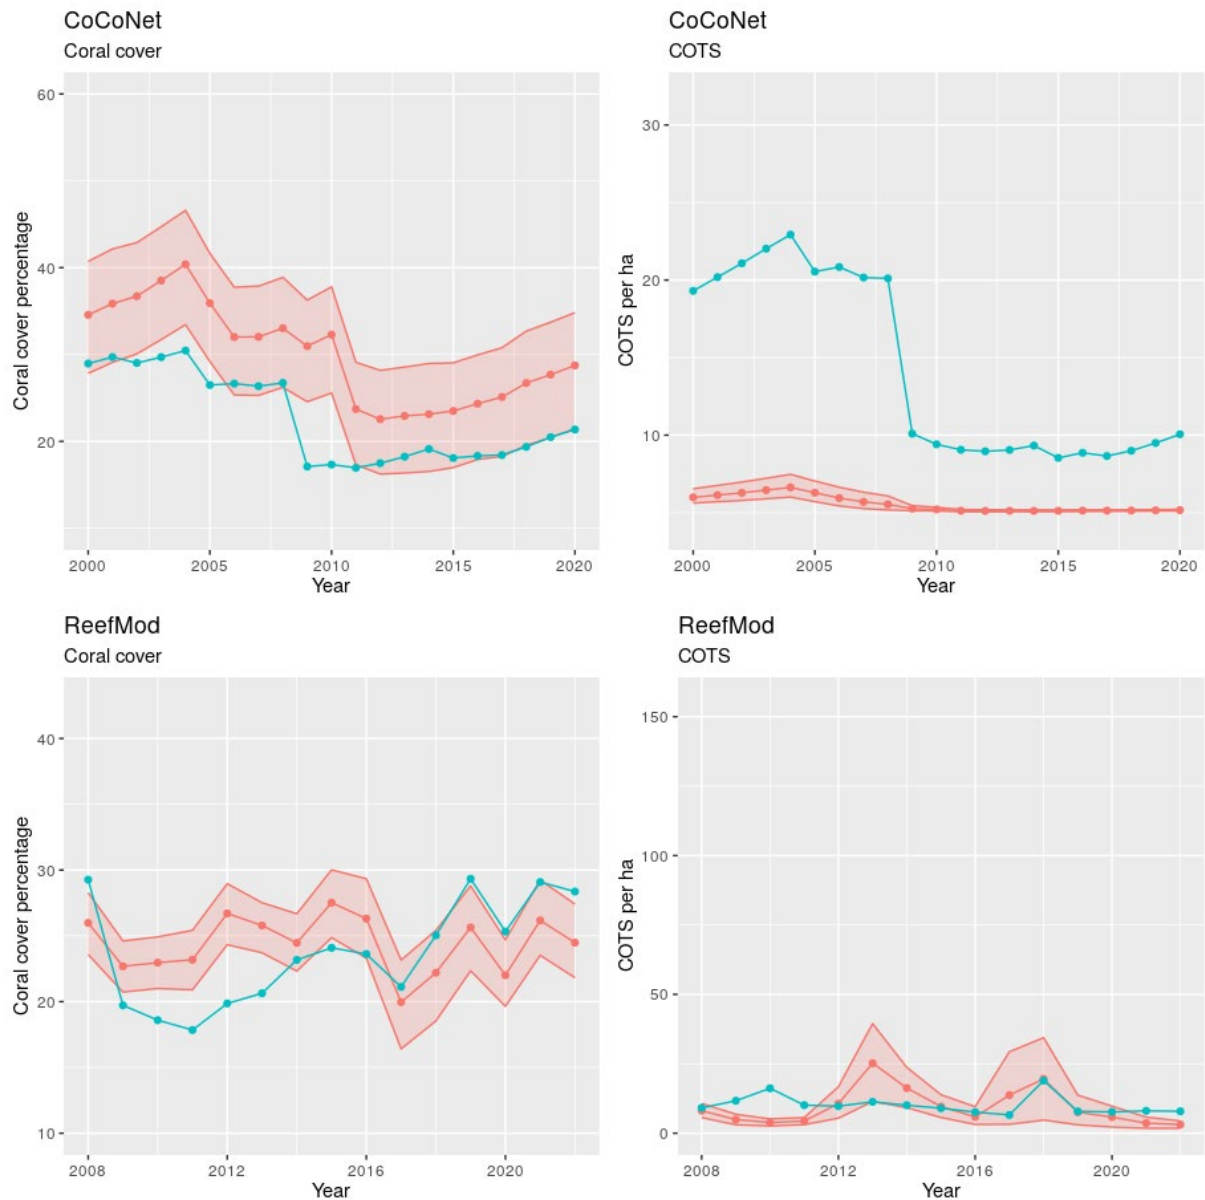 CoCoNet
Coral cover
60
40
20
Coral cover percentage
2000 2005 2010 2015 2020
Year
CoCoNet
COTS
30
20
10
COTS per ha
2000 2005 2010 2015 2020
Year
ReefMod
Coral cover
40
30
20
10
Coral cover percentage
2008 2012 2016 2020
Year
ReefMod
COTS
150
100
50
0
COTS per ha
2008 2012 2016 2020
Year